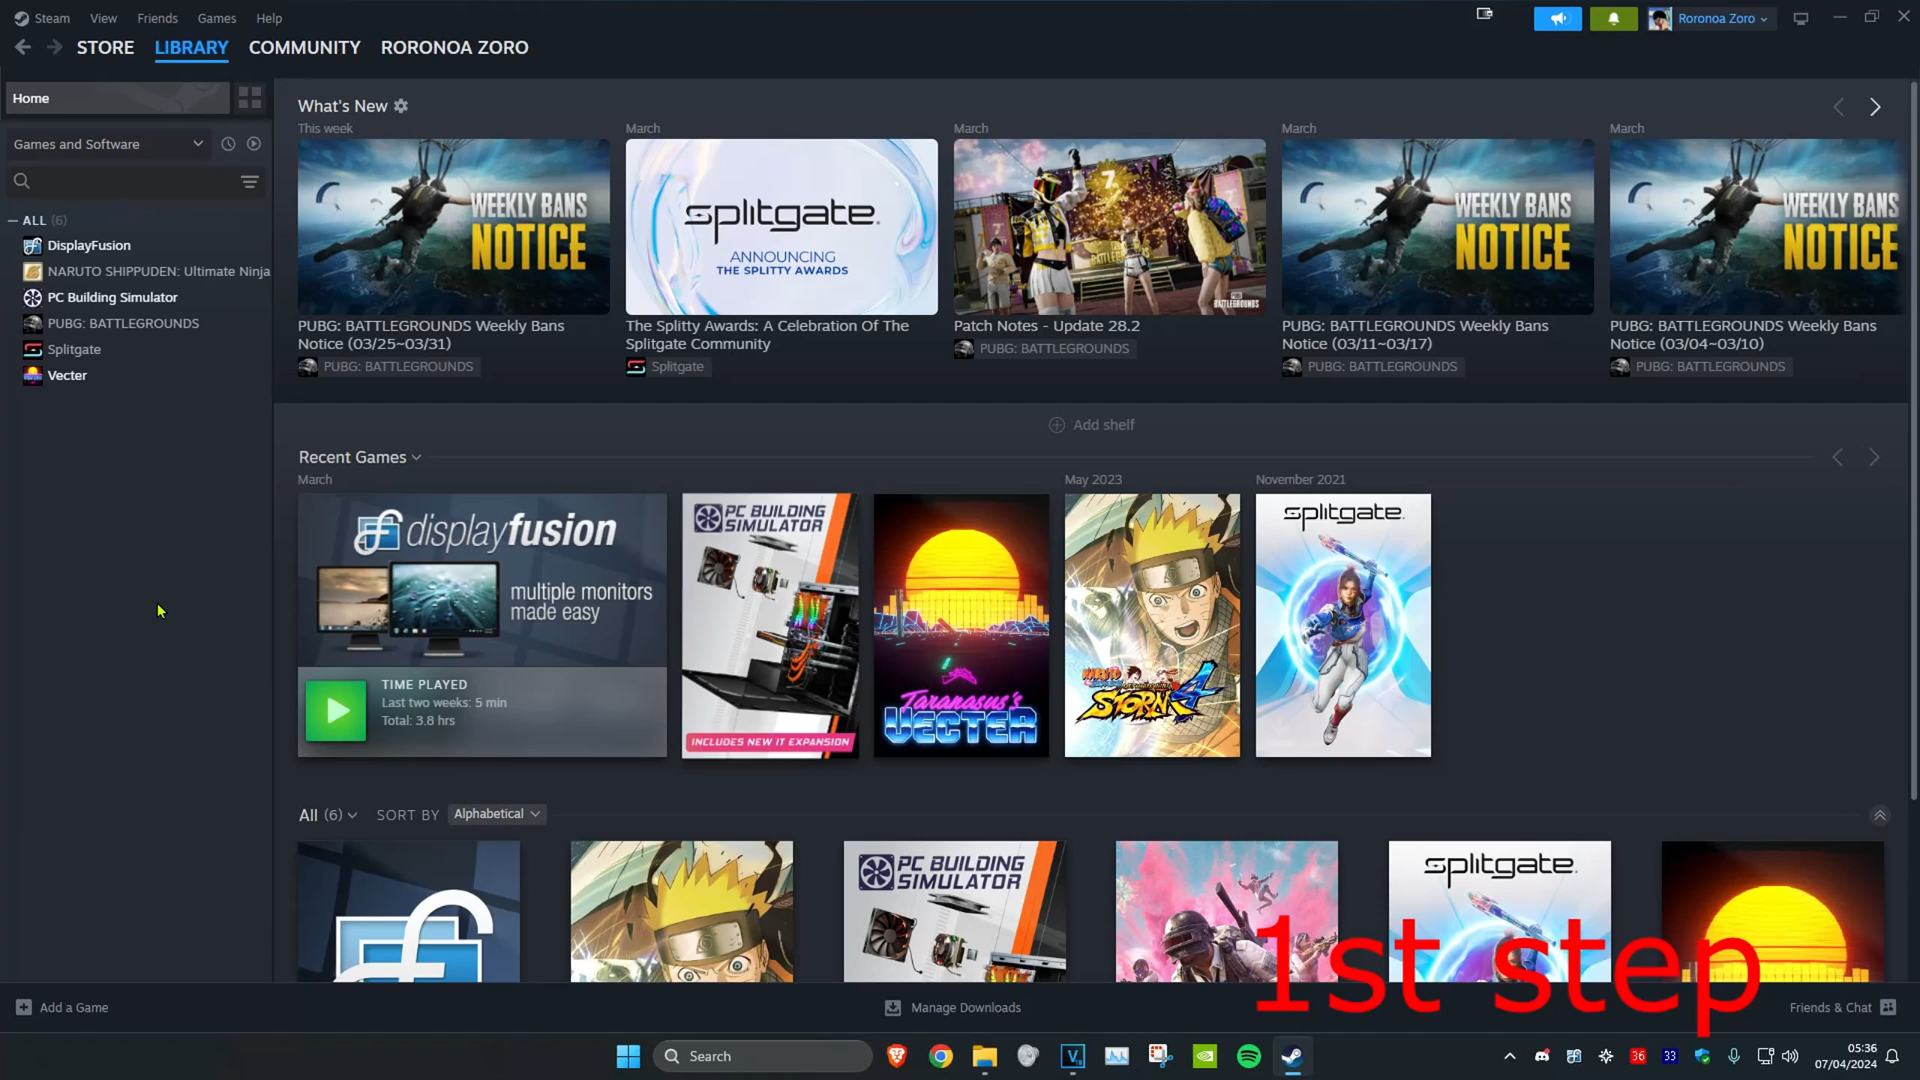 Steam View Friends Games Help
Roronoa Zoro
STORE LIBRARY COMMUNITY RORONOA ZORO
Home
Games and Software
ALL (6)
DisplayFusion
NARUTO SHIPPUDEN: Ultimate Ninja
PC Building Simulator
PUBG: BATTLEGROUNDS
Splitgate
Vecter
What's New
This week
March
March
March
March
WEEKLY BANS
NOTICE
splitgate.
ANNOUNCING
THE SPLITTY AWARDS
7
BATTLEGROUNDS
WEEKLY BANS
NOTICE
WEEKLY BANS
NOTICE
PUBG: BATTLEGROUNDS Weekly Bans
Notice (03/25~03/31)
PUBG: BATTLEGROUNDS
The Splitty Awards: A Celebration Of The
Splitgate Community
Splitgate
Patch Notes - Update 28.2
PUBG: BATTLEGROUNDS
PUBG: BATTLEGROUNDS Weekly Bans
Notice (03/11~03/17)
PUBG: BATTLEGROUNDS
PUBG: BATTLEGROUNDS Weekly Bans
Notice (03/04~03/10)
PUBG: BATTLEGROUNDS
Add shelf
Recent Games
March
May 2023
November 2021
displayfusion
multiple monitors
made easy
TIME PLAYED
Last two weeks: 5 min
Total: 3.8 hrs
PC BUILDING
SIMULATOR
INCLUDES NEW IT EXPANSION
Taranasus's
VECTER
STORM 4
splitgate.
All (6) SORT BY Alphabetical
PC BUILDING
SIMULATOR
splitgate.
1st step
Add a Game
Manage Downloads
Friends & Chat
Search
36
33
05:36
07/04/2024